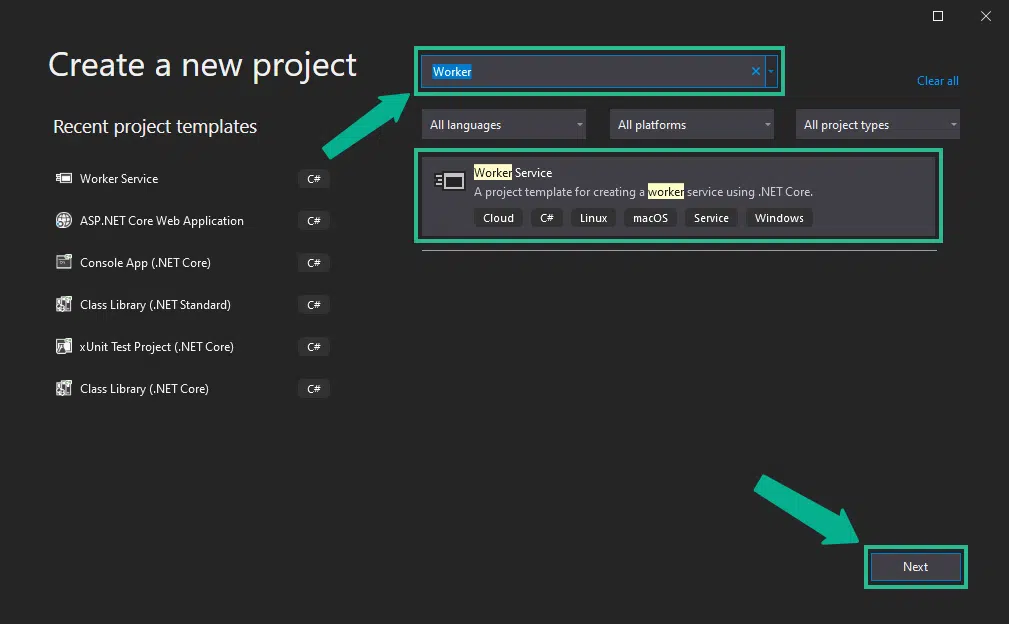 Create a new project
Worker
Clear all
All languages
All platforms
All project types
Recent project templates
Worker Service C#
ASP.NET Core Web Application C#
Console App (.NET Core) C#
Class Library (.NET Standard) C#
xUnit Test Project (.NET Core) C#
Class Library (.NET Core) C#
Worker Service
A project template for creating a worker service using .NET Core.
Cloud C# Linux macOS Service Windows
Next